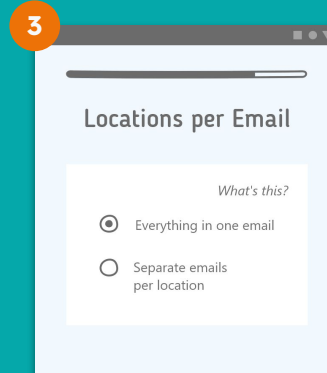 3
Locations per Email
What's this?
Everything in one email
Separate emails
per location